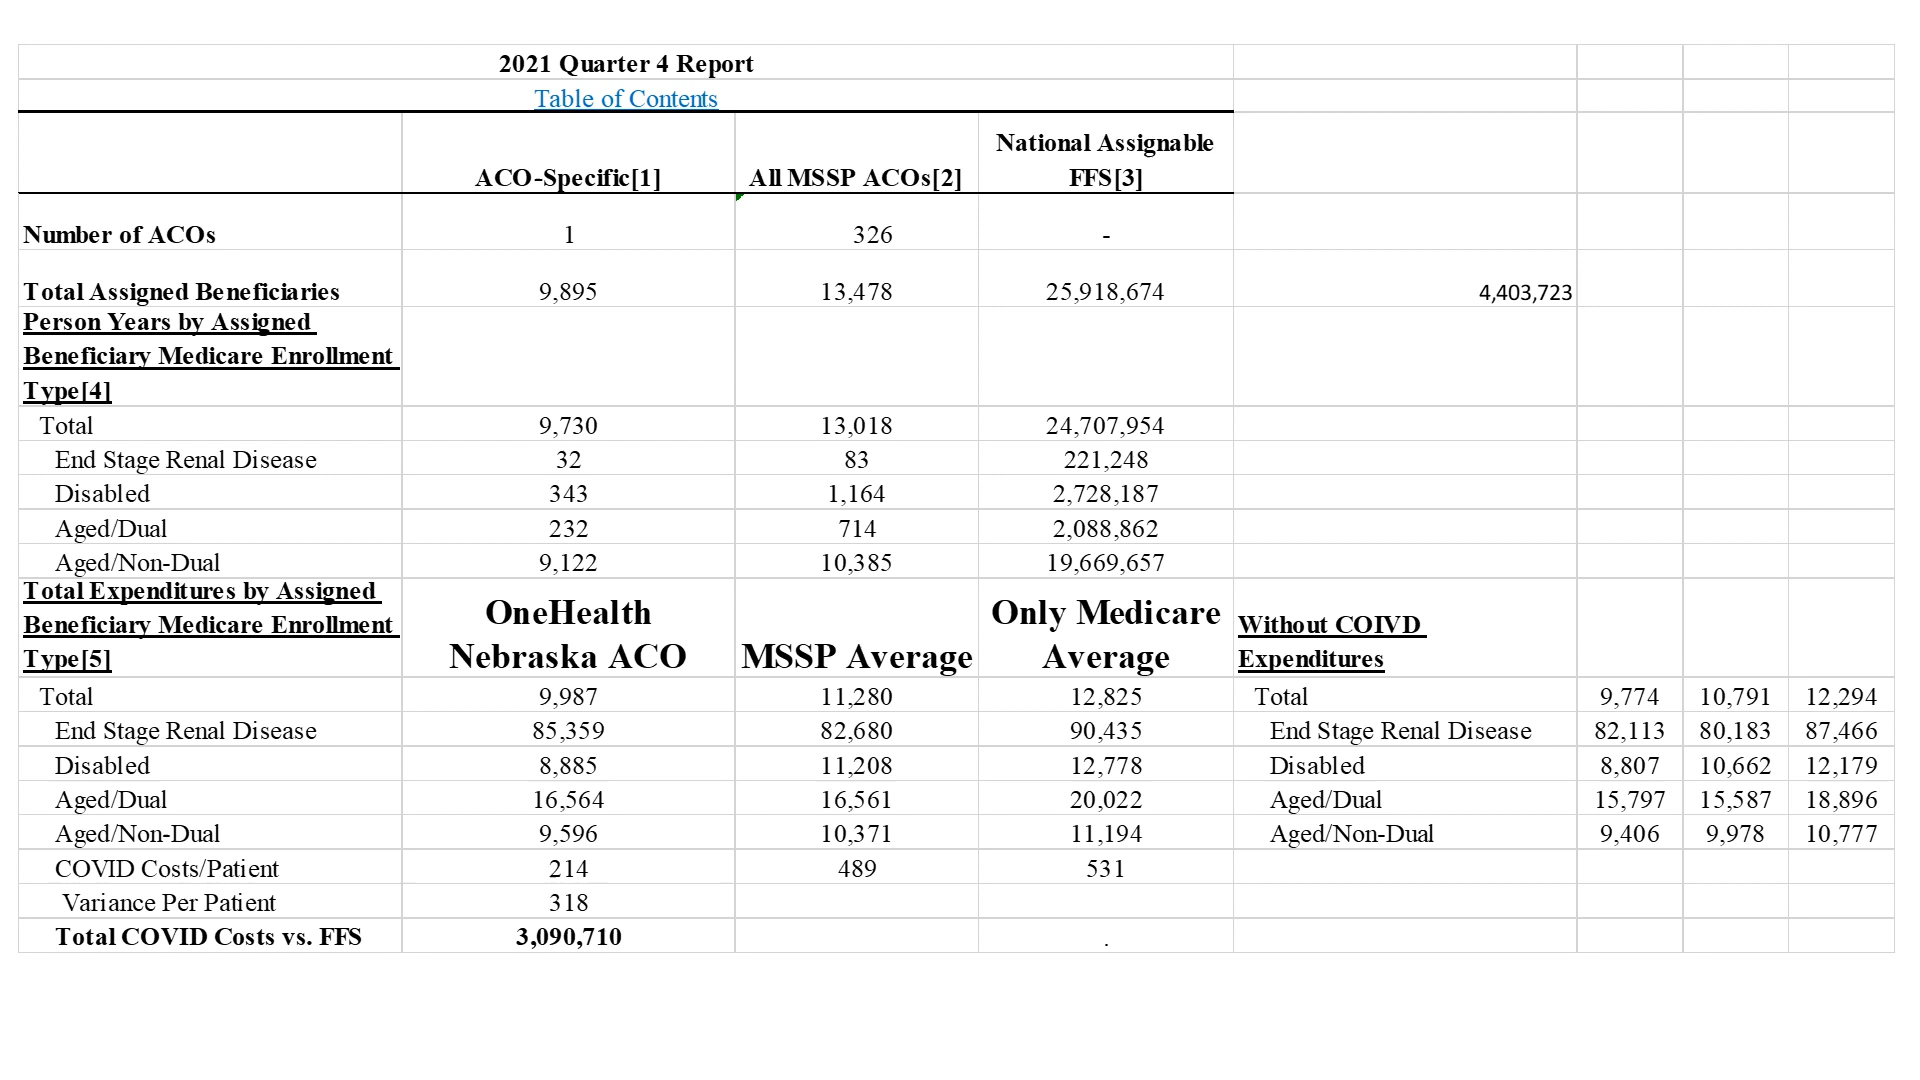 2021 Quarter 4 Report
Table of Contents
National Assignable
ACO-Specific[1] All MSSP ACOs[2] FFS[3]
Number of ACOs 1 326 -
Total Assigned Beneficiaries 9,895 13,478 25,918,674 4,403,723
Person Years by Assigned
Beneficiary Medicare Enrollment
Type[4]
Total 9,730 13,018 24,707,954
End Stage Renal Disease 32 83 221,248
Disabled 343 1,164 2,728,187
Aged/Dual 232 714 2,088,862
Aged/Non-Dual 9,122 10,385 19,669,657
Total Expenditures by Assigned
Beneficiary Medicare Enrollment
Type[5]
OneHealth
Nebraska ACO
MSSP Average
Only Medicare
Average
Without COIVD
Expenditures
Total 9,987 11,280 12,825 Total 9,774 10,791 12,294
End Stage Renal Disease 85,359 82,680 90,435 End Stage Renal Disease 82,113 80,183 87,466
Disabled 8,885 11,208 12,778 Disabled 8,807 10,662 12,179
Aged/Dual 16,564 16,561 20,022 Aged/Dual 15,797 15,587 18,896
Aged/Non-Dual 9,596 10,371 11,194 Aged/Non-Dual 9,406 9,978 10,777
COVID Costs/Patient 214 489 531
Variance Per Patient 318
Total COVID Costs vs. FFS 3,090,710 .